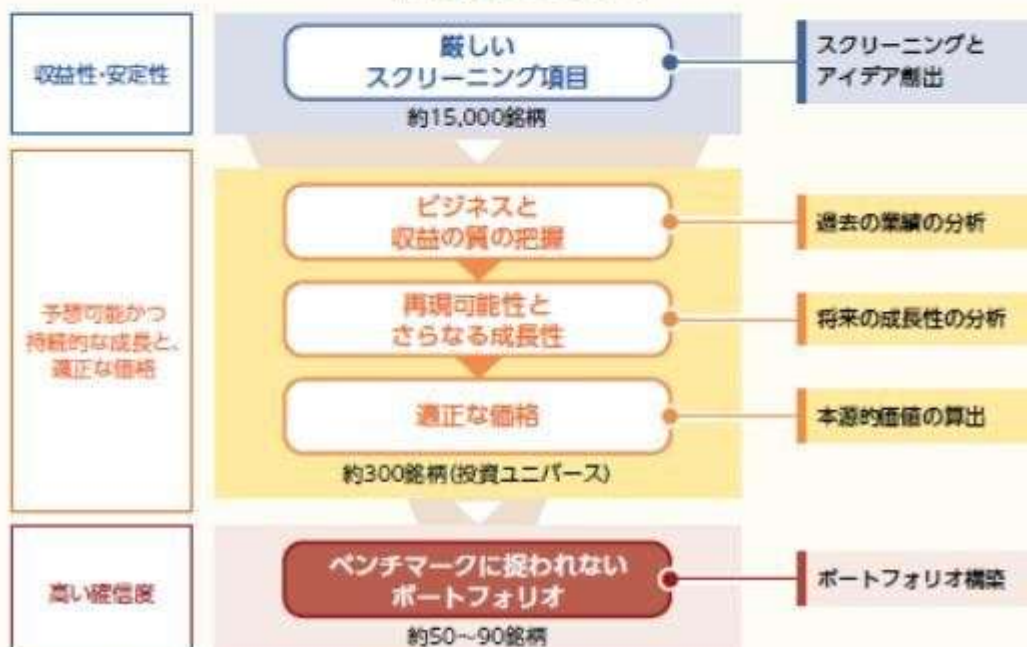 収益性・安定性
厳しい
スクリーニング項目
約15,000銘柄
スクリーニングと
アイデア創出
予想可能かつ
持続的な成長と、
適正な価格
ビジネスと
収益の質の把握
過去の業績の分析
再現可能性と
さらなる成長性
将来の成長性の分析
適正な価格
本源的価値の算出
約300銘柄(投資ユニバース)
高い確信度
ベンチマークに捉われない
ポートフォリオ
約50～90銘柄
ポートフォリオ構築